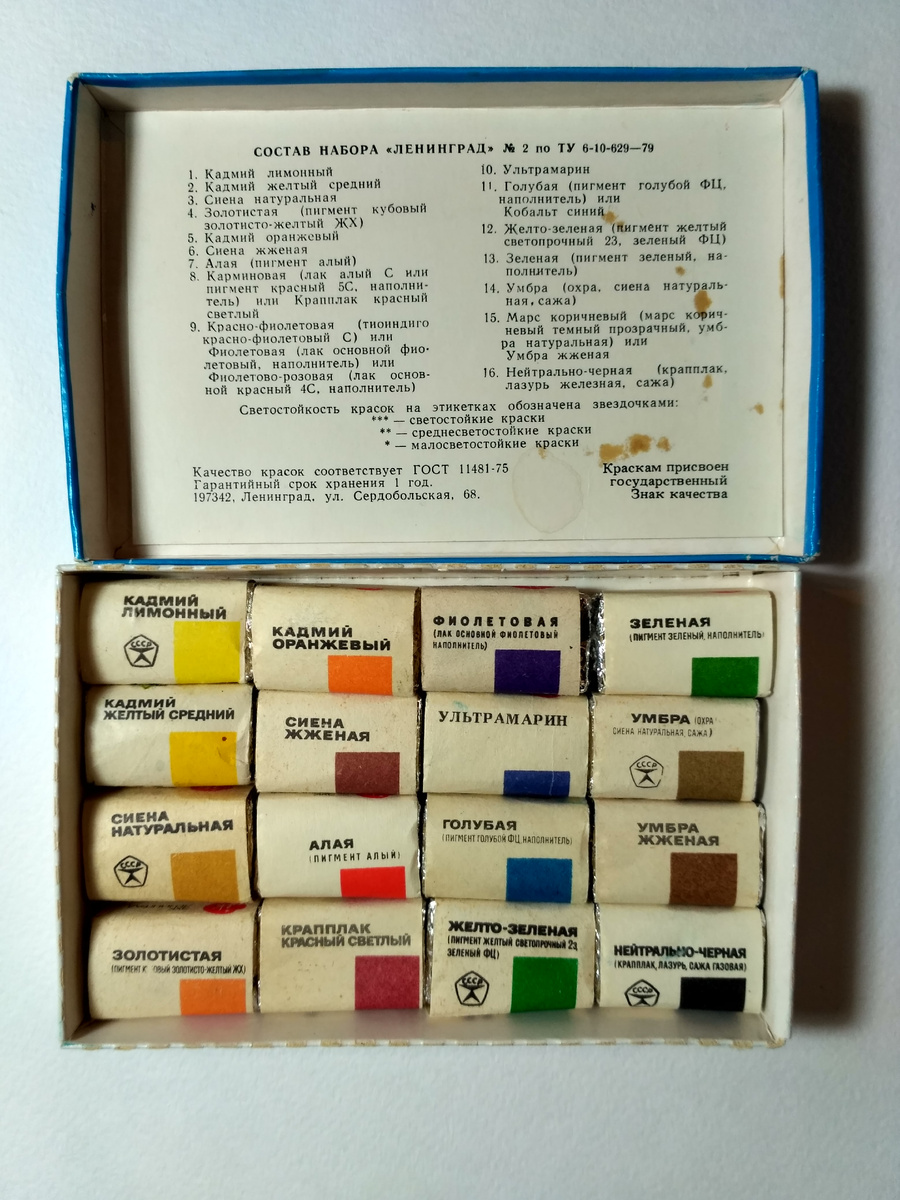 СОСТАВ НАБОРА «ЛЕНИНГРАД» № 2 по ТУ 6-10-629—79
1. Кадмий лимонный
2. Кадмий желтый средний
3. Сиена натуральная
4. Золотистая (пигмент кубовый
золотисто-желтый ЖХ)
5. Кадмий оранжевый
6. Сиена жженая
7. Алая (пигмент алый)
8. Карминовая (лак алый С или
пигмент красный 5С, наполни-
тель) или Крапплак красный
светлый
9. Красно-фиолетовая (тиоиндиго
красно-фиолетовый С) или
Фиолетовая (лак основной фио-
летовый, наполнитель) или
Фиолетово-розовая (лак основ-
ной красный 4С, наполнитель)
10. Ультрамарин
11. Голубая (пигмент голубой ФЦ,
наполнитель) или
Кобальт синий
12. Желто-зеленая (пигмент желтый
светопрочный 23, зеленый ФЦ)
13. Зеленая (пигмент зеленый, на-
полнитель)
14. Умбра (охра, сиена натураль-
ная, сажа)
15. Марс коричневый (марс корич-
невый темный прозрачный, умб-
ра натуральная) или
Умбра жженая
16. Нейтрально-черная (крапплак,
лазурь железная, сажа)
Светостойкость красок на этикетках обозначена звездочками:
*** — светостойкие краски
** — среднесветостойкие краски
* — малосветостойкие краски
Качество красок соответствует ГОСТ 11481-75
Гарантийный срок хранения 1 год.
197342, Ленинград, ул. Сердобольская, 68.
Краскам присвоен
государственный
Знак качества
КАДМИЙ
ЛИМОННЫЙ
СССР
КАДМИЙ
ОРАНЖЕВЫЙ
ФИОЛЕТОВАЯ
(ЛАК ОСНОВНОЙ ФИОЛЕТОВЫЙ
НАПОЛНИТЕЛЬ)
ЗЕЛЕНАЯ
(ПИГМЕНТ ЗЕЛЕНЫЙ, НАПОЛНИТЕЛЬ)
КАДМИЙ
ЖЕЛТЫЙ СРЕДНИЙ
СИЕНА
ЖЖЕНАЯ
УЛЬТРАМАРИН
УМБРА (ОХРА
СИЕНА НАТУРАЛЬНАЯ, САЖА)
СССР
СИЕНА
НАТУРАЛЬНАЯ
СССР
АЛАЯ
(ПИГМЕНТ АЛЫЙ)
ГОЛУБАЯ
(ПИГМЕНТ ГОЛУБОЙ ФЦ, НАПОЛНИТЕЛЬ)
УМБРА
ЖЖЕНАЯ
ЗОЛОТИСТАЯ
(ПИГМЕНТ ЗОЛОТИСТО-ЖЕЛТЫЙ ЖХ)
КРАППЛАК
КРАСНЫЙ СВЕТЛЫЙ
ЖЕЛТО-ЗЕЛЕНАЯ
(ПИГМЕНТ ЖЕЛТЫЙ СВЕТОПРОЧНЫЙ 23,
ЗЕЛЕНЫЙ ФЦ)
СССР
НЕЙТРАЛЬНО-ЧЕРНАЯ
(КРАППЛАК, ЛАЗУРЬ, САЖА ГАЗОВАЯ)
СССР